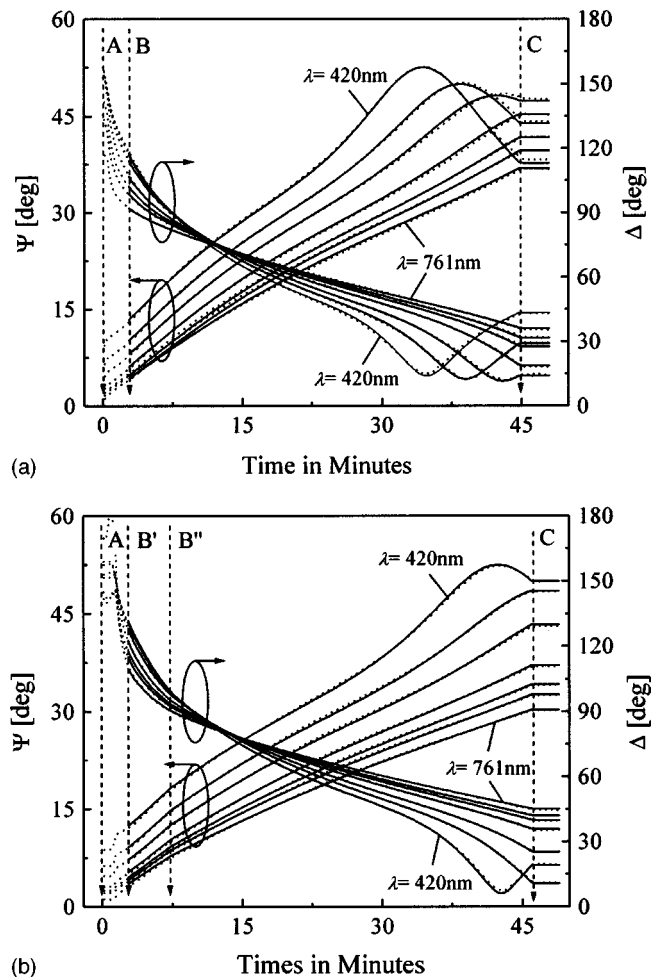 60
A
B
C
180
λ= 420nm
45
150
120
Ψ [deg]
30
90
Δ [deg]
λ= 761nm
60
15
λ= 420nm
30
0
0
0
15
30
45
(a)
Time in Minutes
60
A
B'
B"
C
180
λ= 420nm
45
150
120
Ψ [deg]
30
90
Δ [deg]
λ= 761nm
60
15
30
λ= 420nm
0
0
0
15
30
45
(b)
Times in Minutes